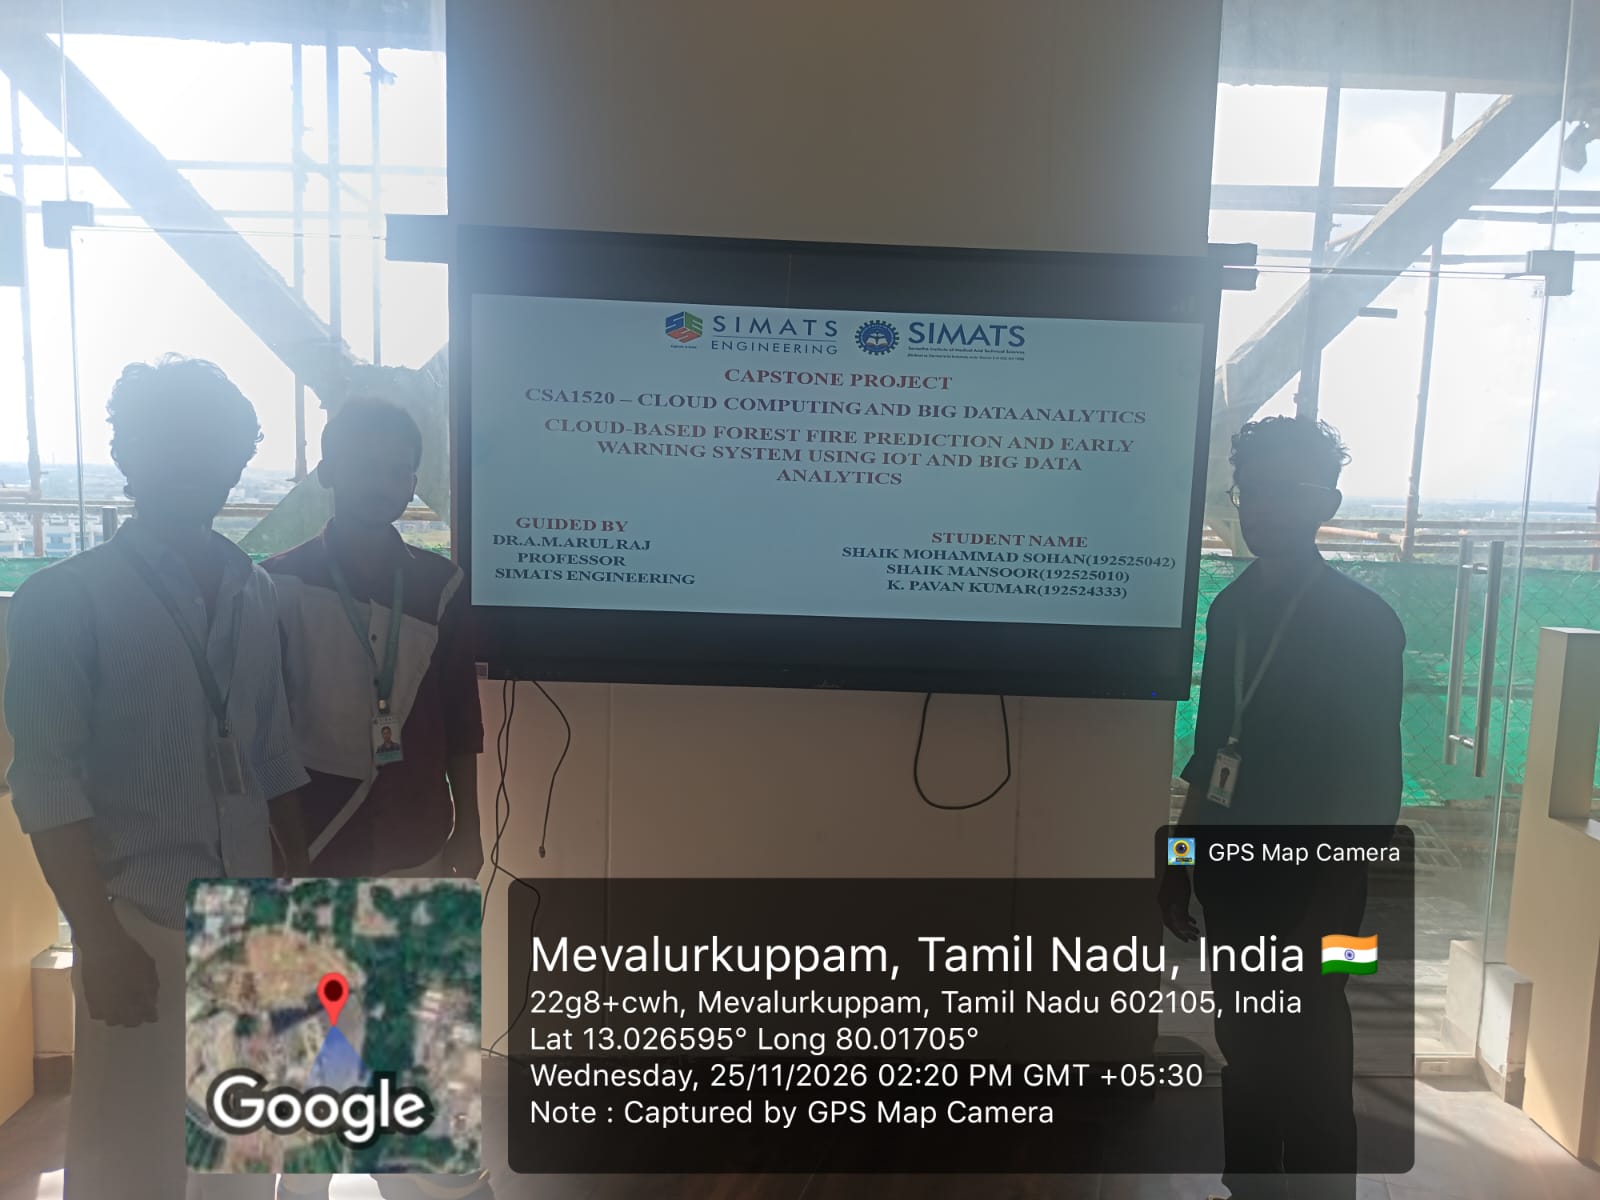 SIMATS
ENGINEERING
SIMATS
CAPSTONE PROJECT
CSA1520 – CLOUD COMPUTING AND BIG DATA ANALYTICS
CLOUD-BASED FOREST FIRE PREDICTION AND EARLY
WARNING SYSTEM USING IOT AND BIG DATA
ANALYTICS
GUIDED BY
DR.A.M.ARUL RAJ
PROFESSOR
SIMATS ENGINEERING
STUDENT NAME
SHAIK MOHAMMAD SOHAN(192525042)
SHAIK MANSOOR(192525010)
K. PAVAN KUMAR(192524333)
GPS Map Camera
Mevalurkuppam, Tamil Nadu, India
22g8+cwh, Mevalurkuppam, Tamil Nadu 602105, India
Lat 13.026595° Long 80.01705°
Wednesday, 25/11/2026 02:20 PM GMT +05:30
Note : Captured by GPS Map Camera
Google